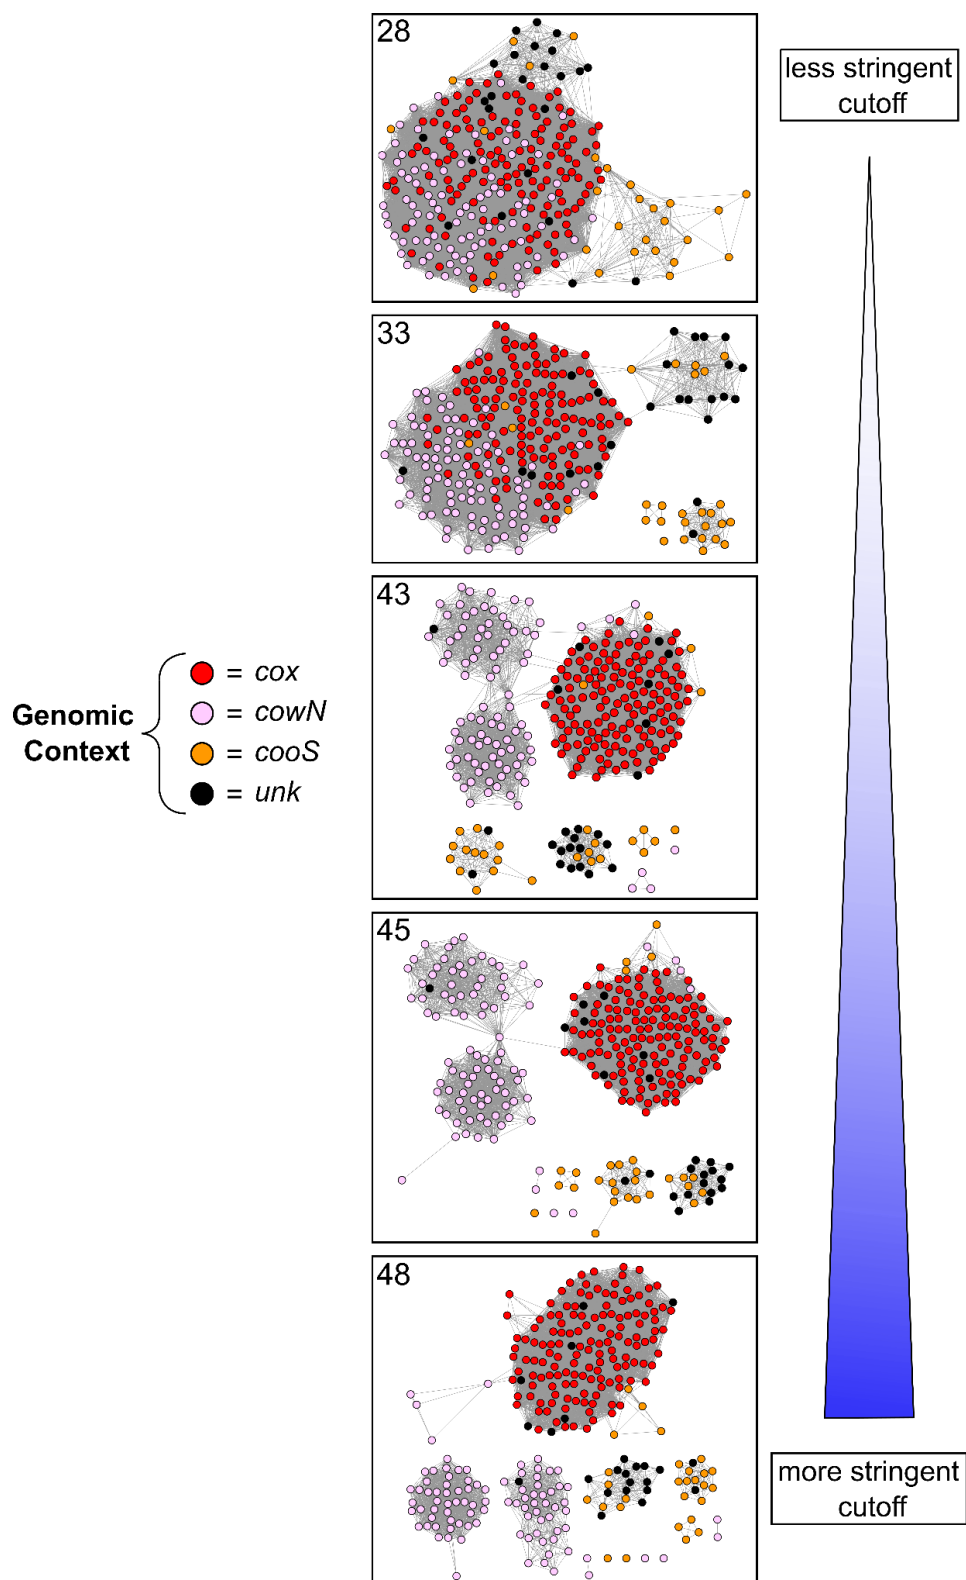 28
less stringent
cutoff
33
43
Genomic
Context
= cox
= cowN
= cooS
= unk
45
48
more stringent
cutoff